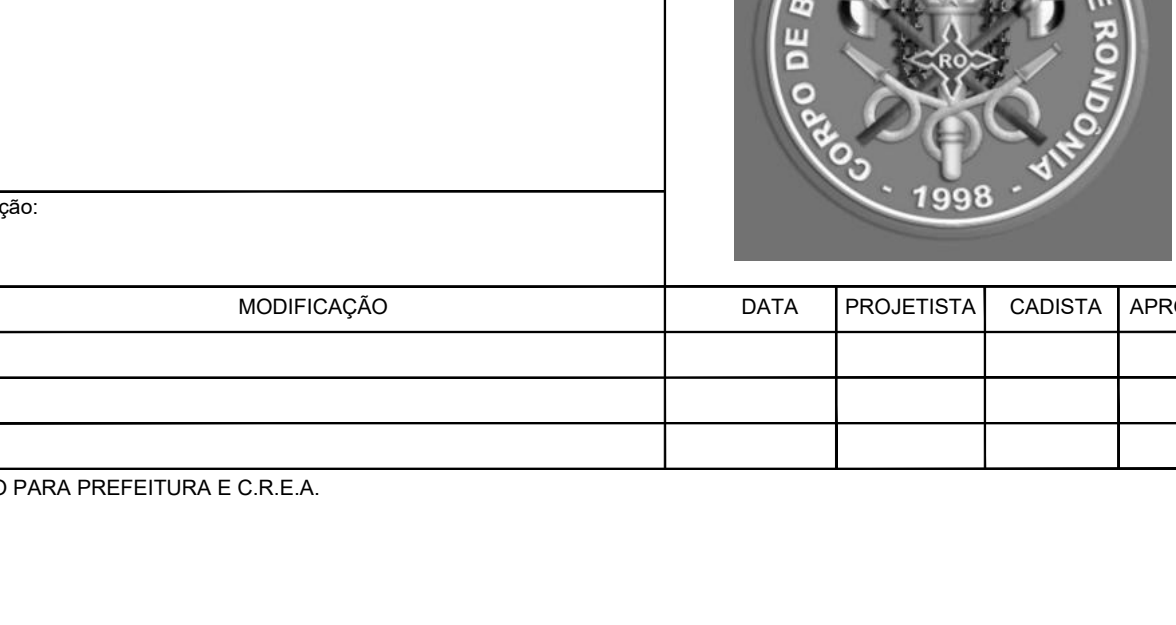 CORPO DE B
E RONDÔNIA
RO
- 1998 -
ção:
MODIFICAÇÃO DATA PROJETISTA CADISTA APR
O PARA PREFEITURA E C.R.E.A.